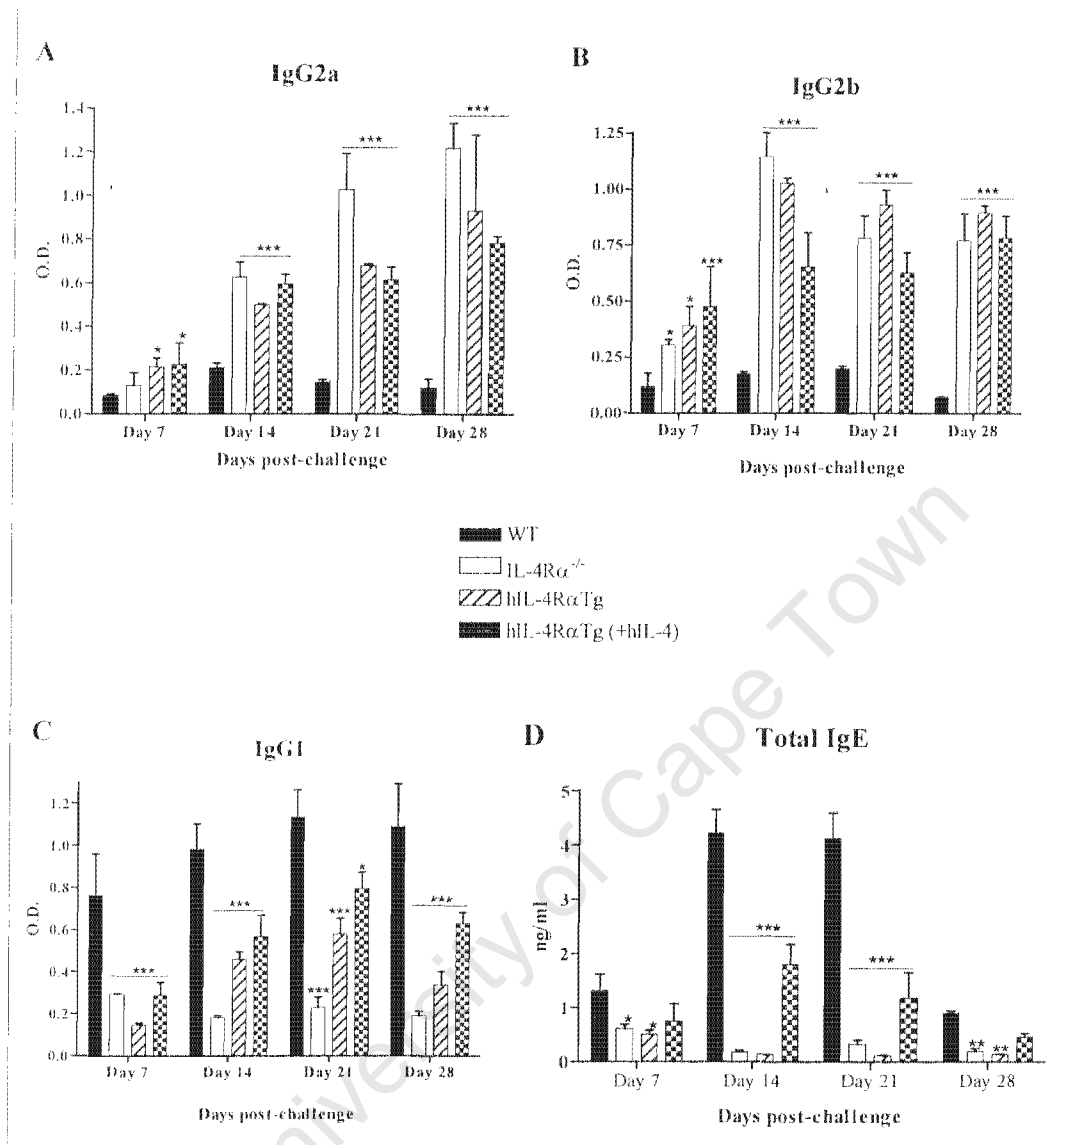 A
IgG2a
1.4
1.2
1.0
0.8
0.6
0.4
0.2
0.0
O.D.
***
***
***
*
*
Day 7
Day 14
Day 21
Day 28
Days post-challenge
B
IgG2b
1.25
1.00
0.75
0.50
0.25
0.00
O.D.
***
***
***
***
*
*
Day 7
Day 14
Day 21
Day 28
Days post-challenge
WT
IL-4Rα-/-
hIL-4RαTg
hIL-4RαTg (+hIL-4)
C
IgG1
1.2
1.0
0.8
0.6
0.4
0.2
0.0
O.D.
***
***
***
***
*
***
Day 7
Day 14
Day 21
Day 28
Days post-challenge
D
Total IgE
5
4
3
2
1
0
ng/ml
*
*
***
***
**
**
Day 7
Day 14
Day 21
Day 28
Days post-challenge
University of Cape Town